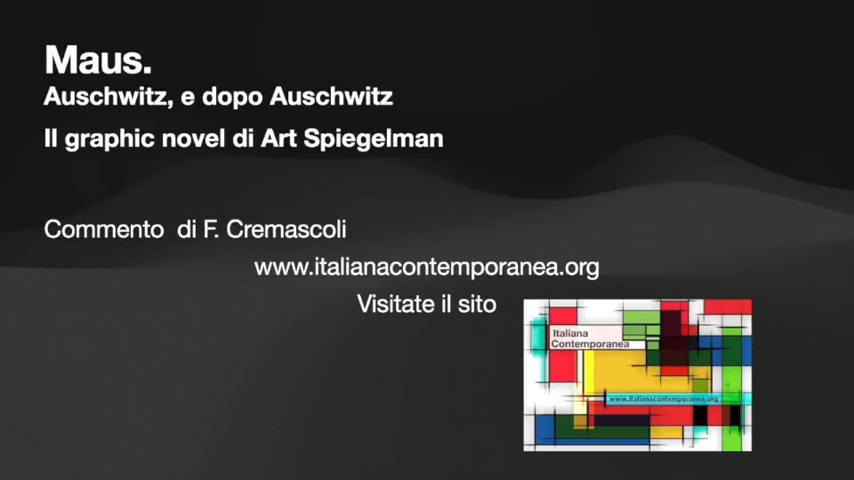 Maus.
Auschwitz, e dopo Auschwitz
Il graphic novel di Art Spiegelman
Commento di F. Cremascoli
www.italianacontemporanea.org
Visitate il sito
Italiana
Contemporanea
www.italianacontemporanea.org